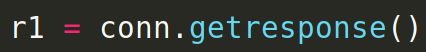 r1 = conn.getresponse()